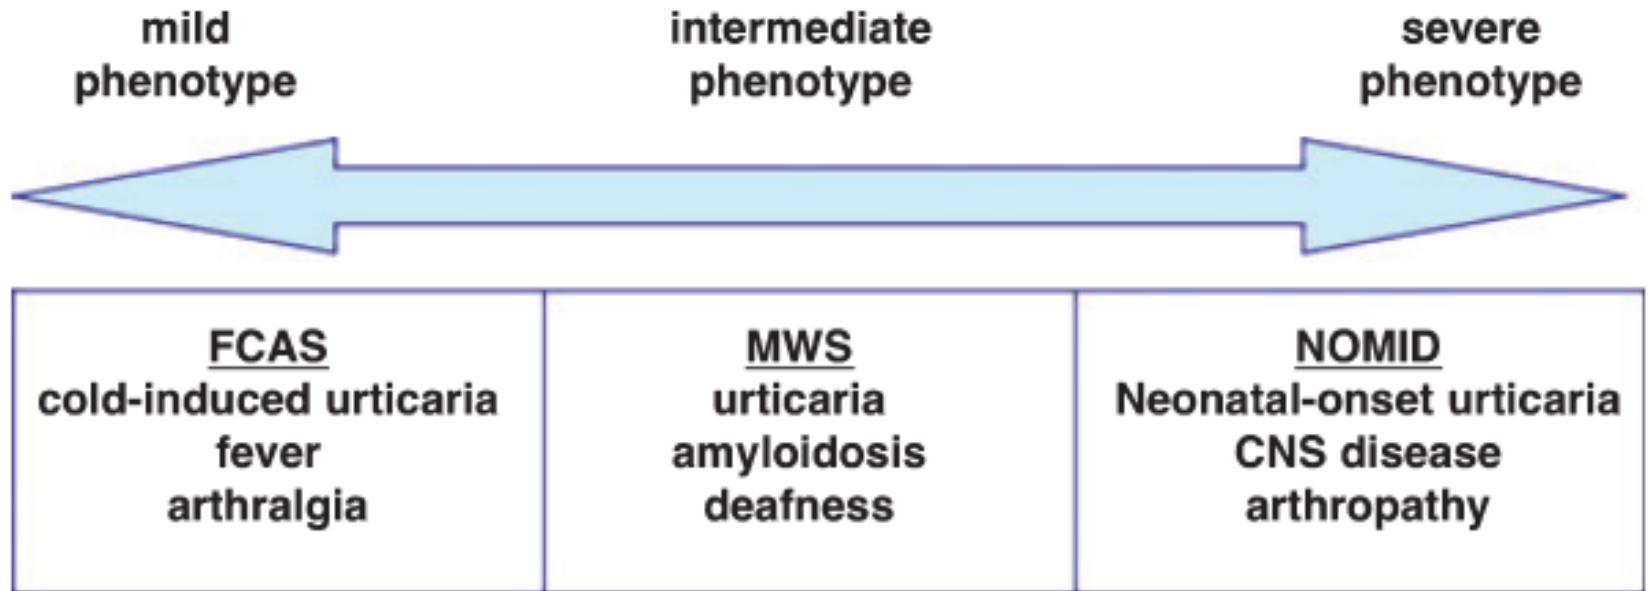 mild
phenotype
intermediate
phenotype
severe
phenotype
FCAS
cold-induced urticaria
fever
arthralgia
MWS
urticaria
amyloidosis
deafness
NOMID
Neonatal-onset urticaria
CNS disease
arthropathy